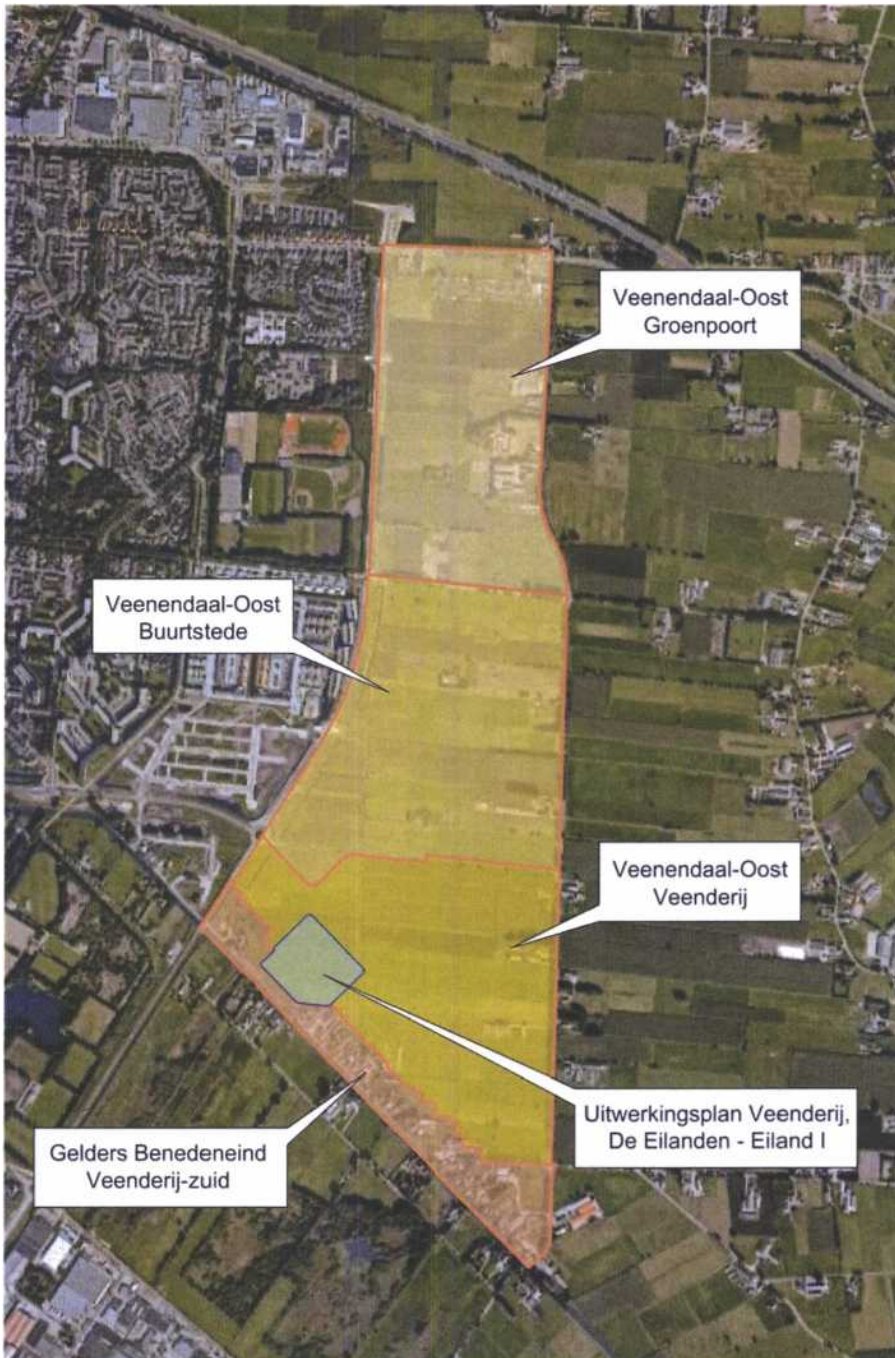 Veenendaal-Oost
Groenpoort
Veenendaal-Oost
Buurtstede
Veenendaal-Oost
Veenderij
Uitwerkingsplan Veenderij,
De Eilanden - Eiland I
Gelders Benedeneind
Veenderij-zuid